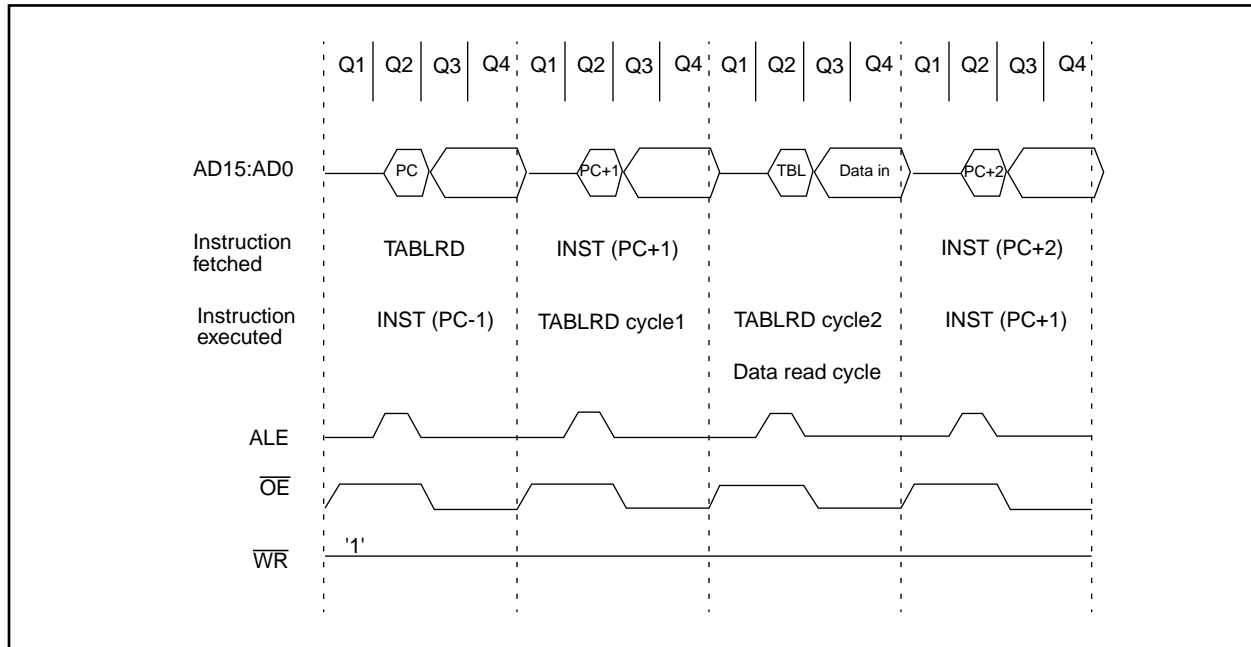 Q1 Q2 Q3 Q4 Q1 Q2 Q3 Q4 Q1 Q2 Q3 Q4 Q1 Q2 Q3 Q4
AD15:AD0 PC PC+1 TBL Data in PC+2
Instruction
fetched
TABLRD INST (PC+1) INST (PC+2)
Instruction
executed
INST (PC-1) TABLRD cycle1 TABLRD cycle2 INST (PC+1)
Data read cycle
ALE
OE
WR '1'